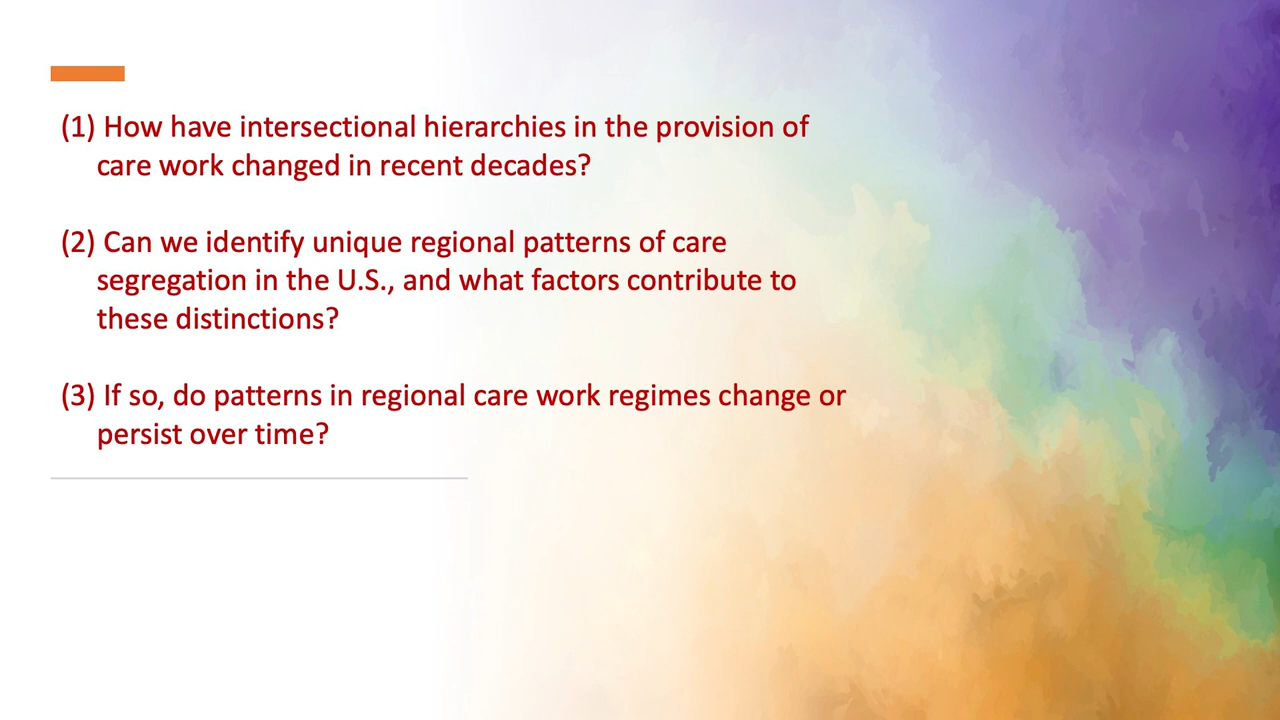 (1) How have intersectional hierarchies in the provision of
care work changed in recent decades?
(2) Can we identify unique regional patterns of care
segregation in the U.S., and what factors contribute to
these distinctions?
(3) If so, do patterns in regional care work regimes change or
persist over time?